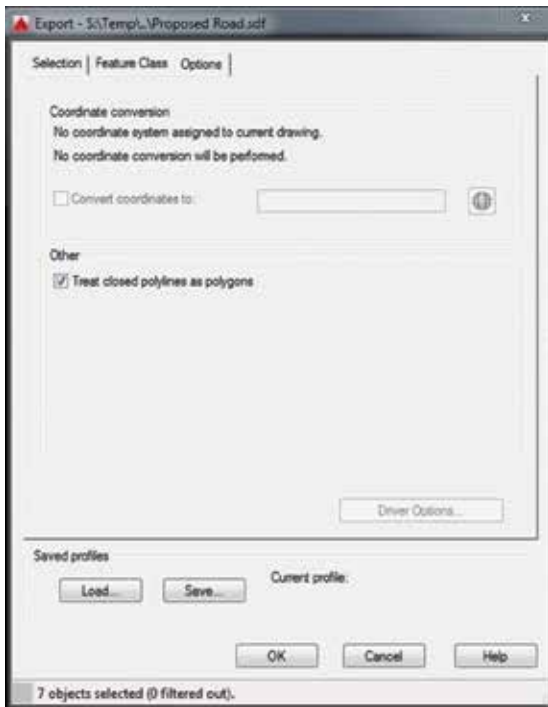 Export - S:\Temp\..\Proposed Road.sdf
Selection | Feature Class | Options
Coordinate conversion
No coordinate system assigned to current drawing.
No coordinate conversion will be performed.
Convert coordinates to:
Other
Treat closed polylines as polygons
Driver Options...
Saved profiles
Load... Save... Current profile:
OK Cancel Help
7 objects selected (0 filtered out).